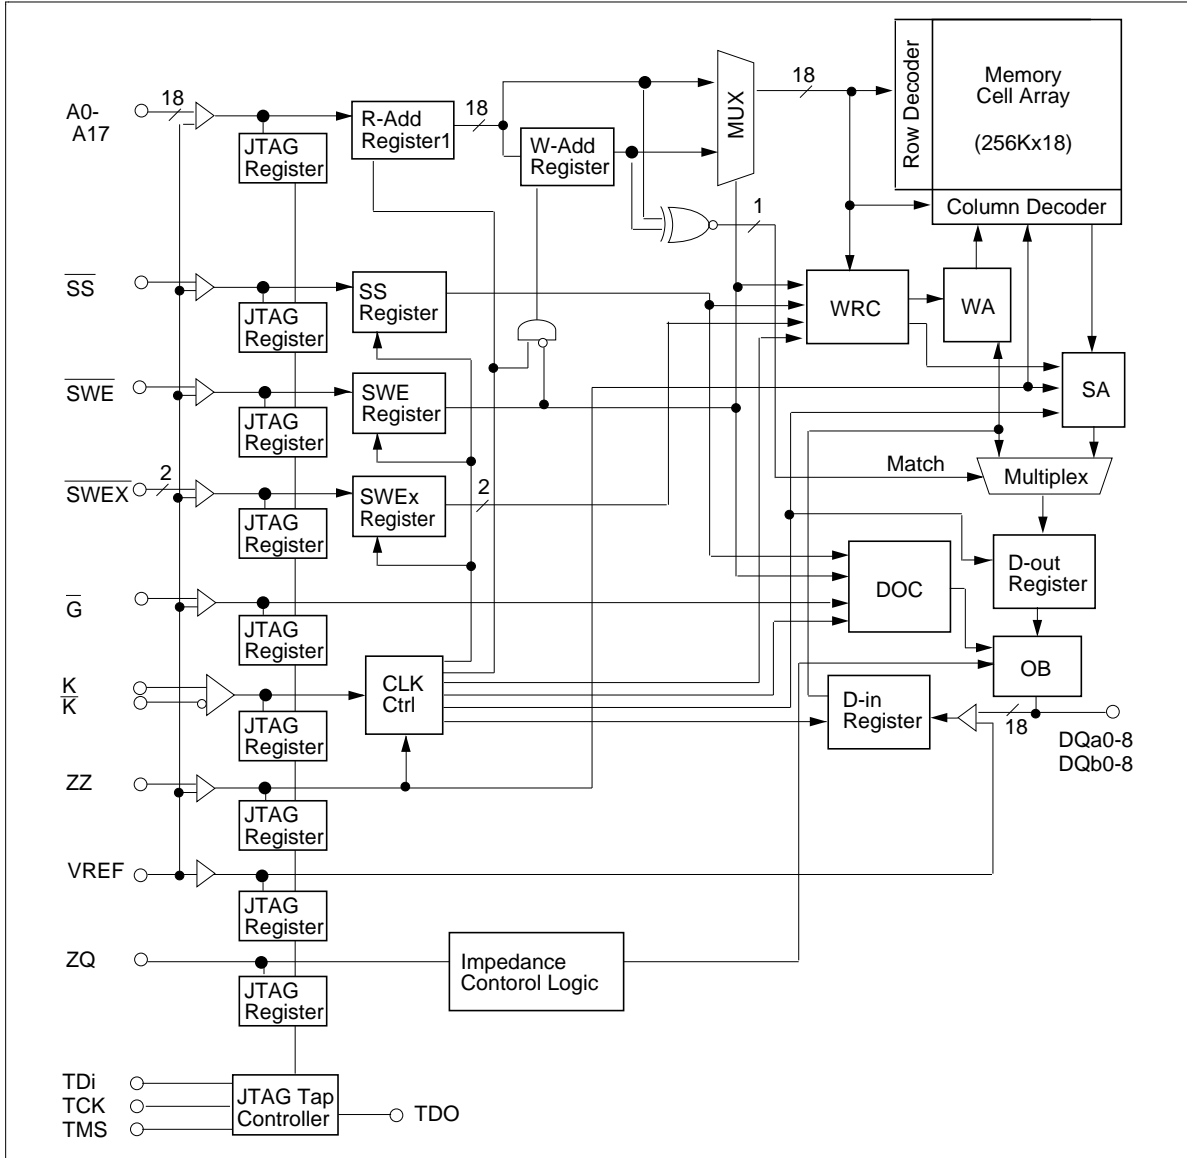 A0-
A17
18
JTAG
Register
R-Add
Register1
18
W-Add
Register
MUX
18
Row Decoder
Memory
Cell Array
(256Kx18)
Column Decoder
1
SS
JTAG
Register
SS
Register
WRC
WA
SA
SWE
JTAG
Register
SWE
Register
Match
Multiplex
SWEX
2
JTAG
Register
SWEx
Register
2
D-out
Register
G
JTAG
Register
DOC
OB
K
K
JTAG
Register
CLK
Ctrl
D-in
Register
18
DQa0-8
DQb0-8
ZZ
JTAG
Register
VREF
JTAG
Register
ZQ
JTAG
Register
Impedance
Contorol Logic
TDi
TCK
TMS
JTAG Tap
Controller
TDO